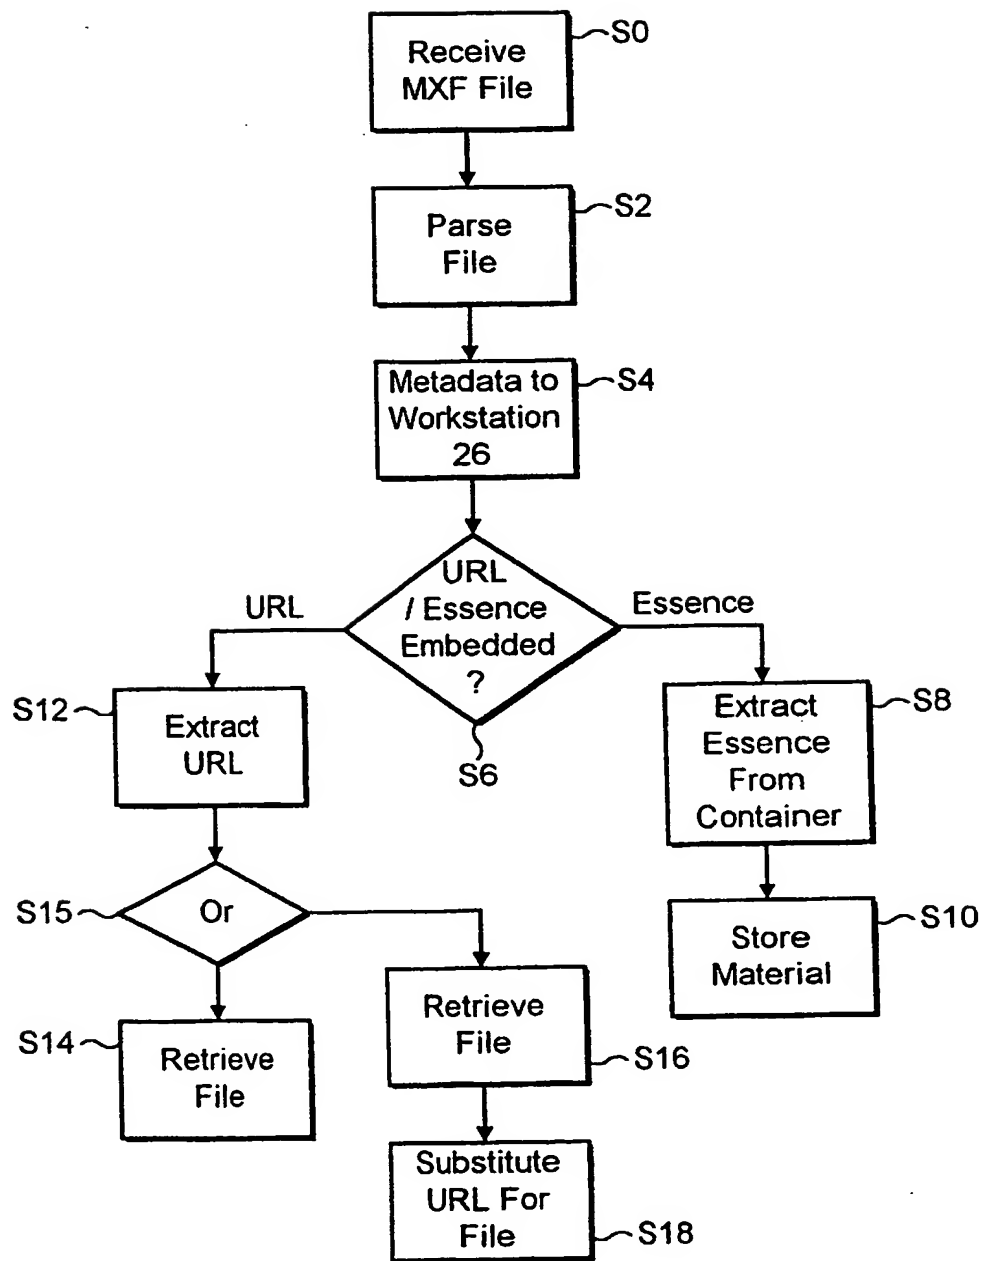 Receive
MXF File
S0
Parse
File
S2
Metadata to
Workstation
26
S4
URL
/ Essence
Embedded
?
S6
URL
Essence
S12
Extract
URL
Extract
Essence
From
Container
S8
S15
Or
Store
Material
S10
S14
Retrieve
File
Retrieve
File
S16
Substitute
URL For
File
S18